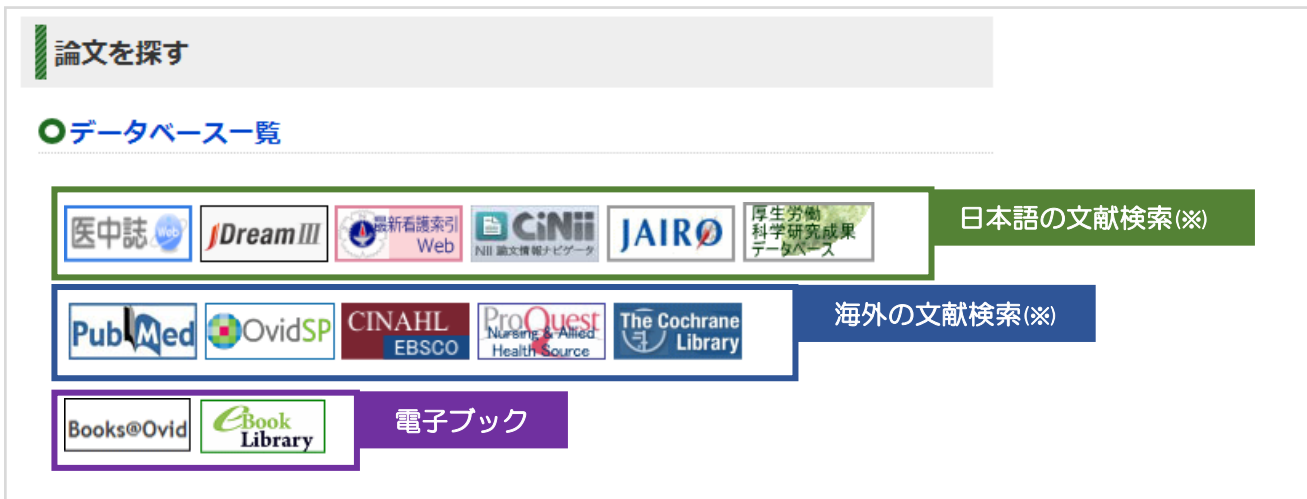 論文を探す
データベース一覧
医中誌 Web
JDreamⅢ
最新看護索引
Web
CiNii
NII 論文情報ナビゲータ
JAIRO
厚生労働
科学研究成果
データベース
日本語の文献検索(※)
PubMed
OvidSP
CINAHL
EBSCO
ProQuest
Nursing & Allied
Health Source
The Cochrane
Library
海外の文献検索(※)
Books@Ovid
eBook
Library
電子ブック